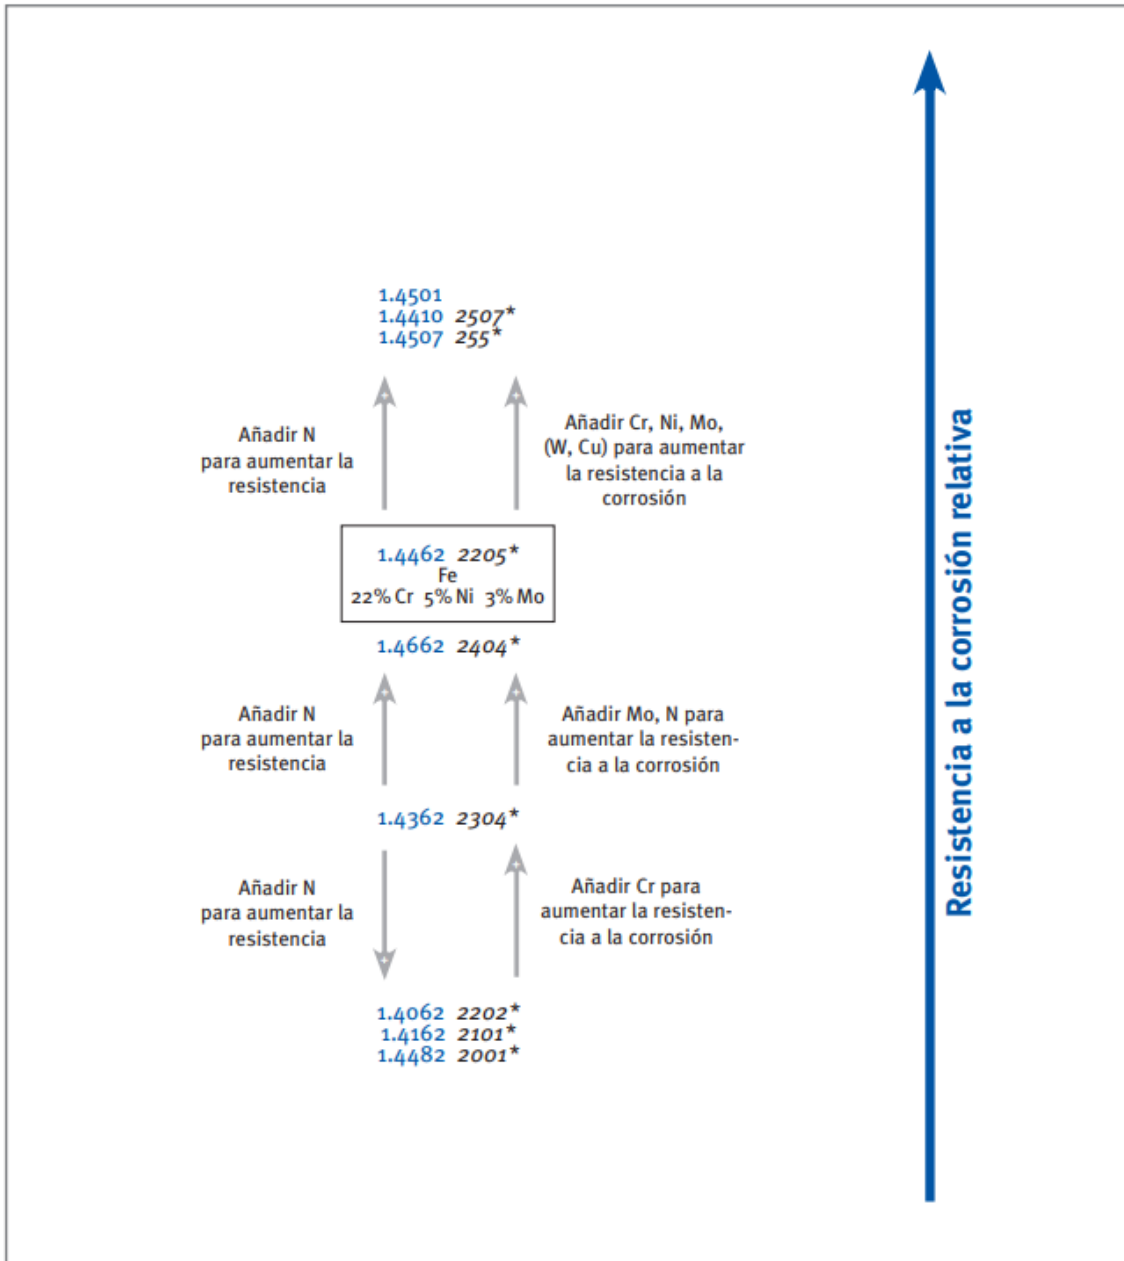 1.4501
1.4410 2507*
1.4507 255*
Añadir N
para aumentar la
resistencia
Añadir Cr, Ni, Mo,
(W, Cu) para aumentar
la resistencia a la
corrosión
1.4462 2205*
Fe
22% Cr 5% Ni 3% Mo
1.4662 2404*
Añadir N
para aumentar la
resistencia
Añadir Mo, N para
aumentar la resisten-
cia a la corrosión
1.4362 2304*
Añadir N
para aumentar la
resistencia
Añadir Cr para
aumentar la resisten-
cia a la corrosión
1.4062 2202*
1.4162 2101*
1.4482 2001*
Resistencia a la corrosión relativa